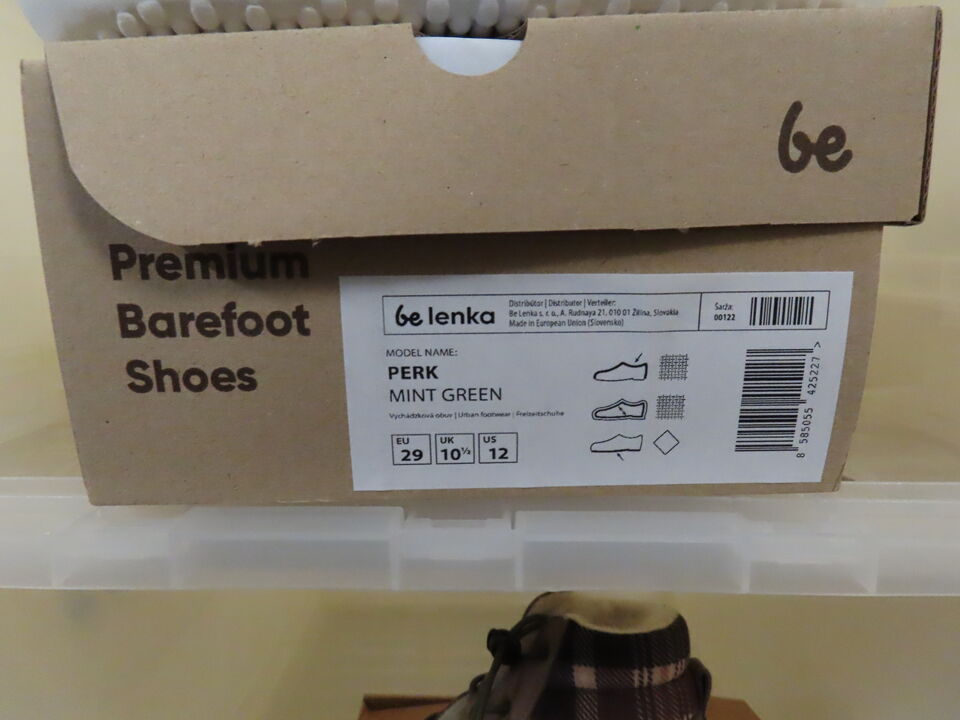 be
Premium
Barefoot
Shoes
be lenka
Distribútor | Distributer | Verteiler:
Be Lenka s. r. o., A. Rudnaya 21, 010 01 Žilina, Slovakia
Made in European Union (Slovensko)
Šarža:
00122
MODEL NAME:
PERK
MINT GREEN
Vychádzková obuv | Urban footwear | Freizeitschuhe
EU UK US
29 10½ 12
8 585055 425227 >